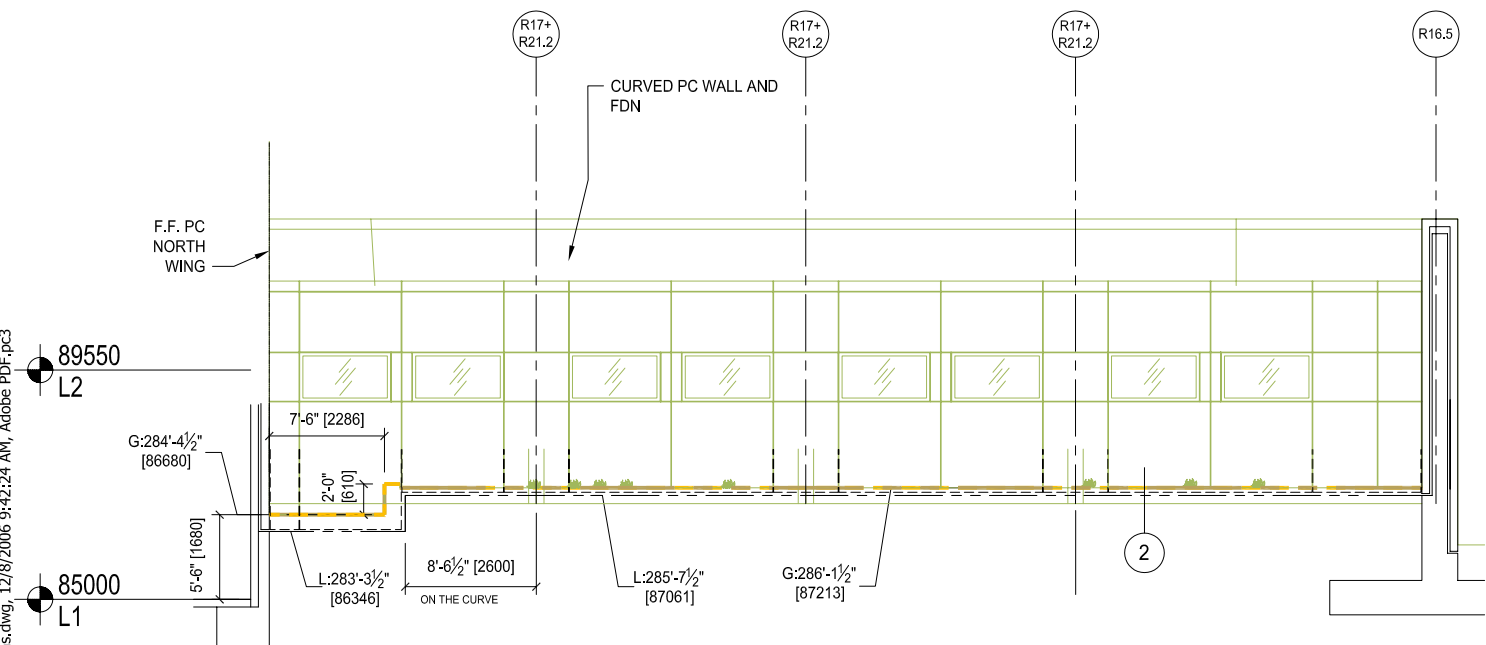 R17+
R21.2
R17+
R21.2
R17+
R21.2
R16.5
CURVED PC WALL AND
FDN
F.F. PC
NORTH
WING
89550
L2
7'-6" [2286]
G:284'-4½"
[86680]
2'-0"
[610]
5'-6" [1680]
85000
L1
L:283'-3½"
[86346]
8'-6½" [2600]
ON THE CURVE
L:285'-7½"
[87061]
G:286'-1½"
[87213]
2
s.dwg, 12/8/2006 9:42:24 AM, Adobe PDF.pc3